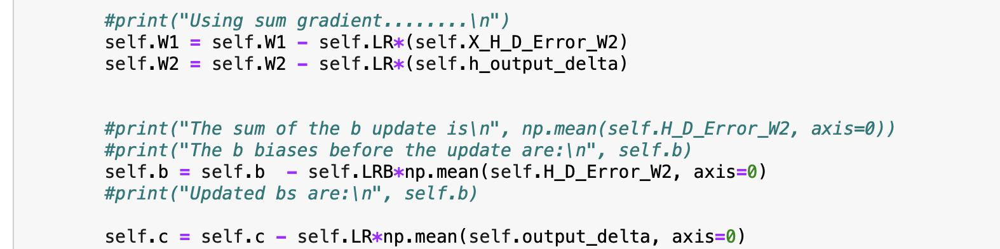 #print("Using sum gradient........\n")
self.W1 = self.W1 - self.LR*(self.X_H_D_Error_W2)
self.W2 = self.W2 - self.LR*(self.h_output_delta)
#print("The sum of the b update is\n", np.mean(self.H_D_Error_W2, axis=0))
#print("The b biases before the update are:\n", self.b)
self.b = self.b  - self.LRB*np.mean(self.H_D_Error_W2, axis=0)
#print("Updated bs are:\n", self.b)
self.c = self.c - self.LR*np.mean(self.output_delta, axis=0)